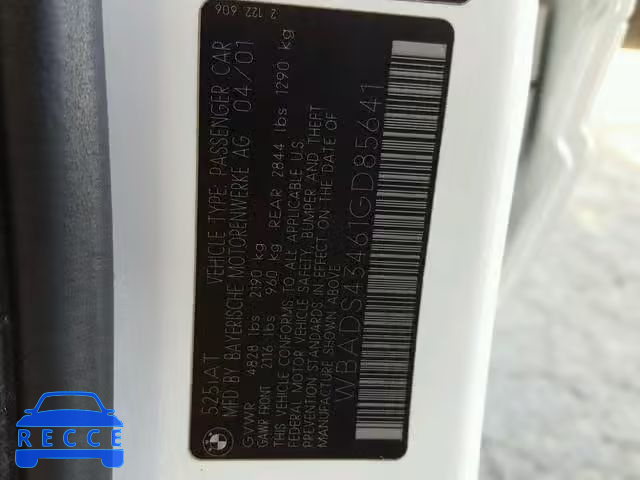 2 122 606
525iAT VEHICLE TYPE: PASSENGER CAR
MFD BY BAYERISCHE MOTORENWERKE AG 04/01
GVWR 4828 lbs 2190 kg
GAWR FRONT 2116 lbs 960 kg REAR 2844 lbs 1290 kg
THIS VEHICLE CONFORMS TO ALL APPLICABLE U.S.
FEDERAL MOTOR VEHICLE SAFETY, BUMPER AND THEFT
PREVENTION STANDARDS IN EFFECT ON THE DATE OF
MANUFACTURE SHOWN ABOVE
WBADS43461GD85641
RECCE